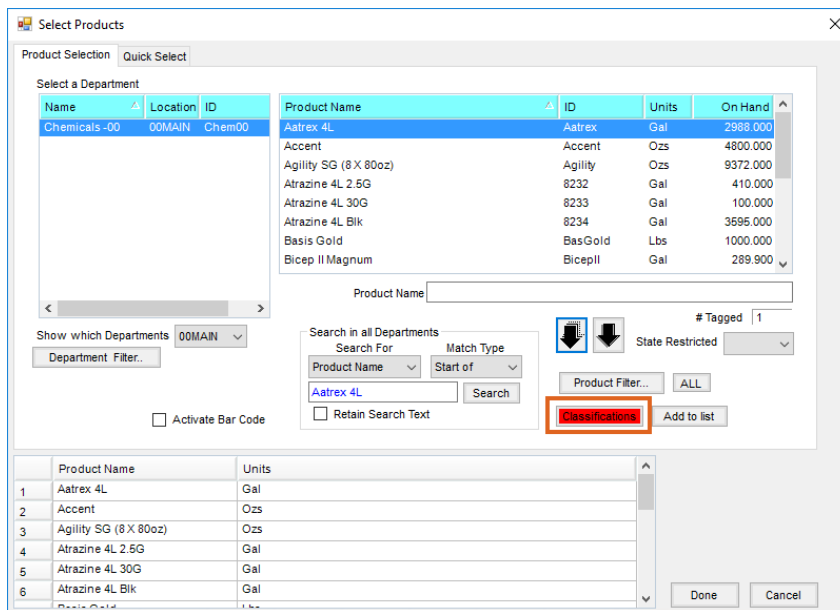 Select Products
Product Selection Quick Select
Select a Department
Name Location ID
Chemicals -00 00MAIN Chem00
Product Name ID Units On Hand
Aatrex 4L Aatrex Gal 2988.000
Accent Accent Ozs 4800.000
Agility SG (8 X 80oz) Agility Ozs 9372.000
Atrazine 4L 2.5G 8232 Gal 410.000
Atrazine 4L 30G 8233 Gal 100.000
Atrazine 4L Blk 8234 Gal 3595.000
Basis Gold BasGold Lbs 1000.000
Bicep II Magnum BicepII Gal 289.900
Product Name
# Tagged 1
Show which Departments 00MAIN
Department Filter..
Search in all Departments
Search For Match Type
Product Name Start of
Aatrex 4L Search
Retain Search Text
State Restricted
Product Filter... ALL
Classifications Add to list
Activate Bar Code
Product Name Units
1 Aatrex 4L Gal
2 Accent Ozs
3 Agility SG (8 X 80oz) Ozs
4 Atrazine 4L 2.5G Gal
5 Atrazine 4L 30G Gal
6 Atrazine 4L Blk Gal
Done Cancel